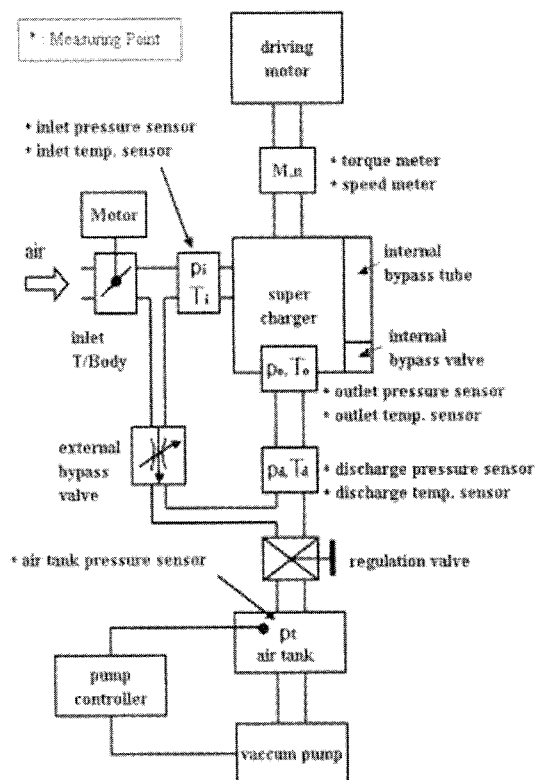 * : Measuring Point
driving
motor
* inlet pressure sensor
* inlet temp. sensor
M,n
* torque meter
* speed meter
Motor
air
pi
Ti
inlet
T/Body
super
charger
internal
bypass tube
internal
bypass valve
po, To
* outlet pressure sensor
* outlet temp. sensor
external
bypass
valve
pd, Td
* discharge pressure sensor
* discharge temp. sensor
regulation valve
* air tank pressure sensor
pt
air tank
pump
controller
vaccum pump